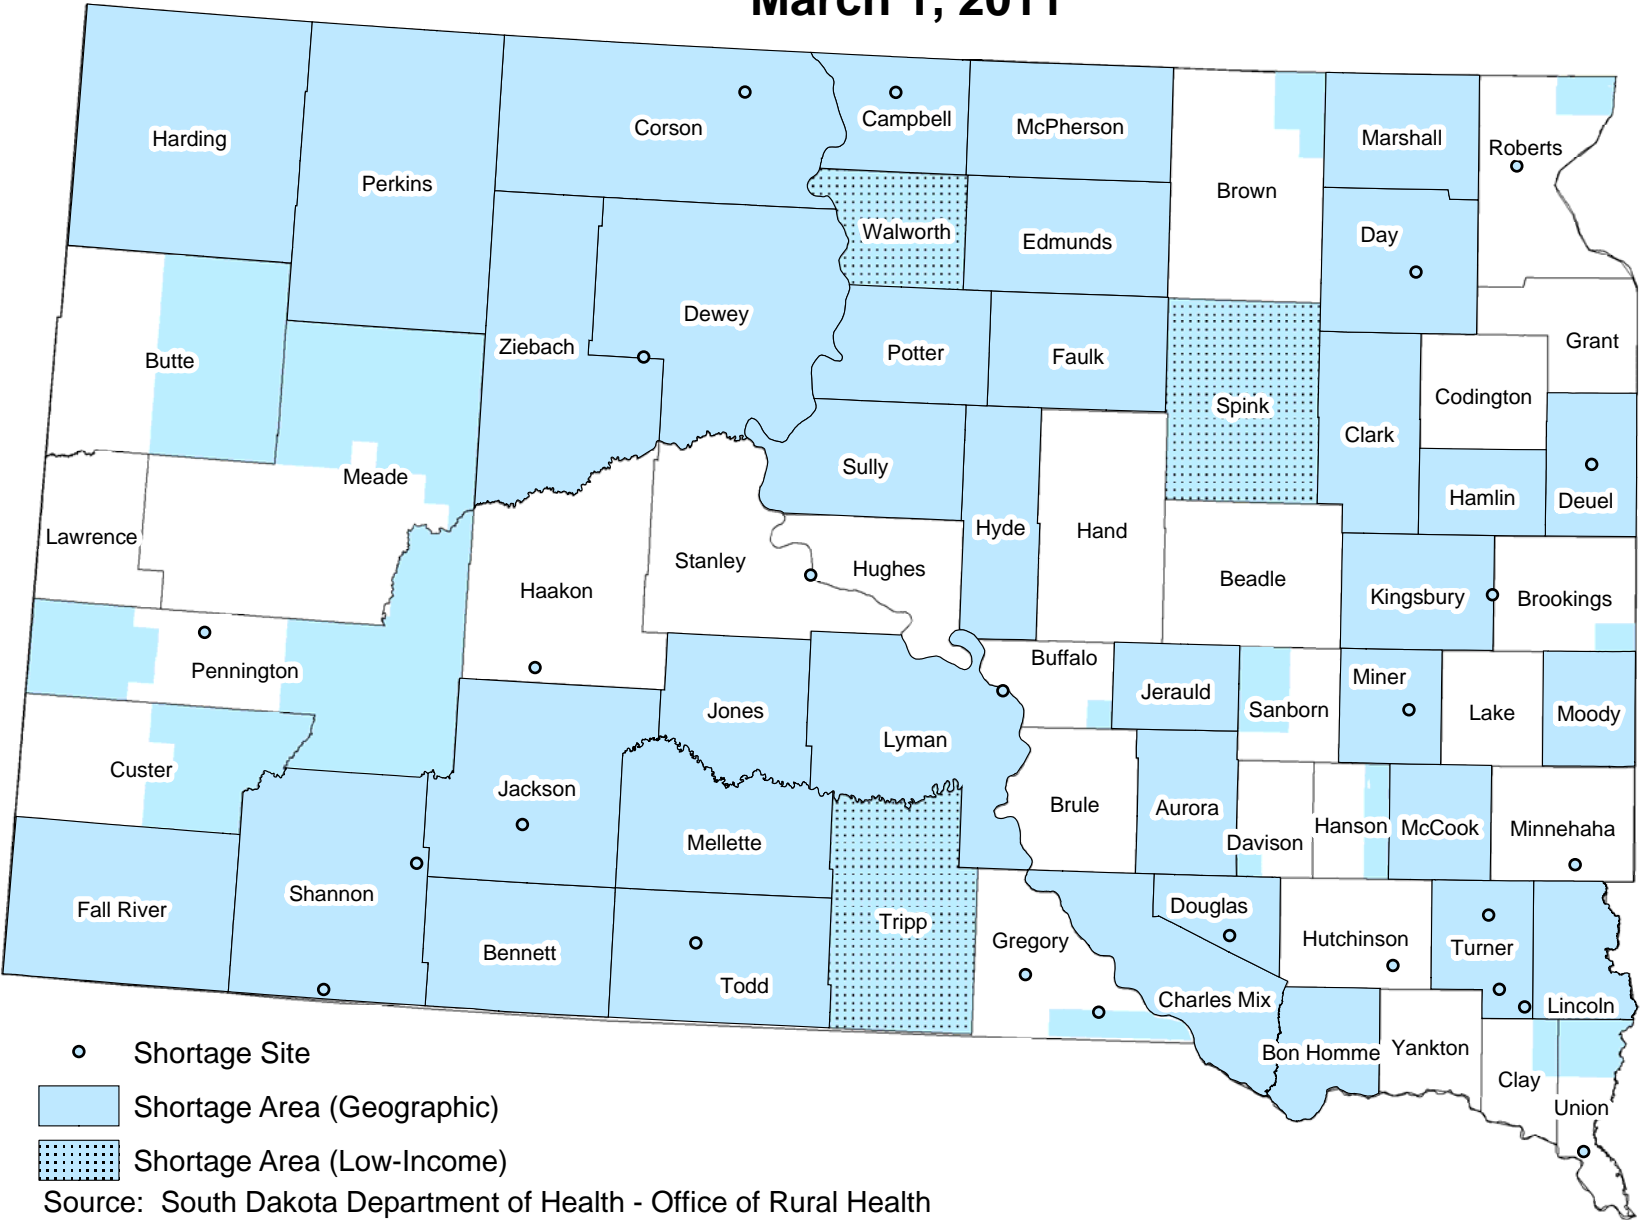 March 1, 2011
Harding
Perkins
Corson
Campbell
McPherson
Brown
Marshall
Roberts
Walworth
Edmunds
Day
Butte
Meade
Ziebach
Dewey
Potter
Faulk
Spink
Clark
Codington
Grant
Sully
Hyde
Hand
Hamlin
Deuel
Lawrence
Haakon
Stanley
Hughes
Beadle
Kingsbury
Brookings
Pennington
Jones
Lyman
Buffalo
Jerauld
Sanborn
Miner
Lake
Moody
Custer
Jackson
Mellette
Brule
Aurora
Davison
Hanson
McCook
Minnehaha
Fall River
Shannon
Bennett
Todd
Tripp
Gregory
Charles Mix
Douglas
Hutchinson
Turner
Lincoln
Bon Homme
Yankton
Clay
Union
Shortage Site
Shortage Area (Geographic)
Shortage Area (Low-Income)
Source: South Dakota Department of Health - Office of Rural Health